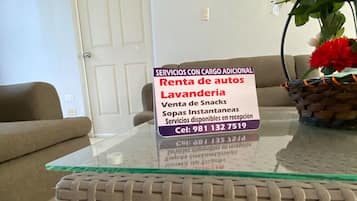 SERVICIOS CON CARGO ADICIONAL
Renta de autos
Lavandería
Venta de Snacks
Sopas Instantaneas
Servicios disponibles en recepción
Cel: 981 132 7519